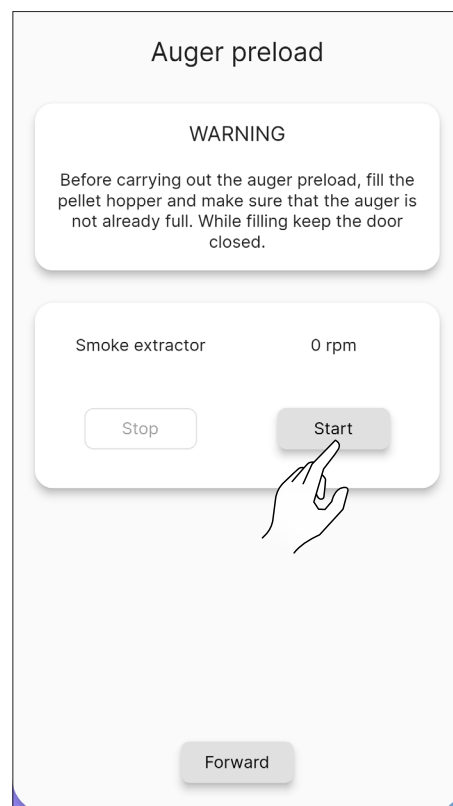 Auger preload
WARNING
Before carrying out the auger preload, fill the
pellet hopper and make sure that the auger is
not already full. While filling keep the door
closed.
Smoke extractor 0 rpm
Stop Start
Forward